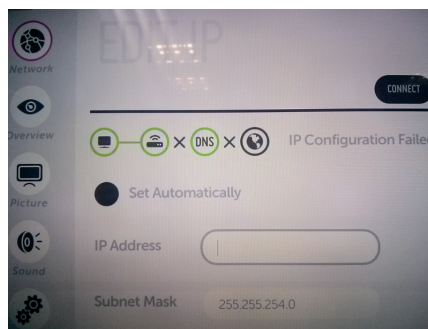 EDIT IP
Network
CONNECT
Overview
DNS IP Configuration Faile
Set Automatically
Picture
IP Address
Sound
Subnet Mask 255.255.254.0